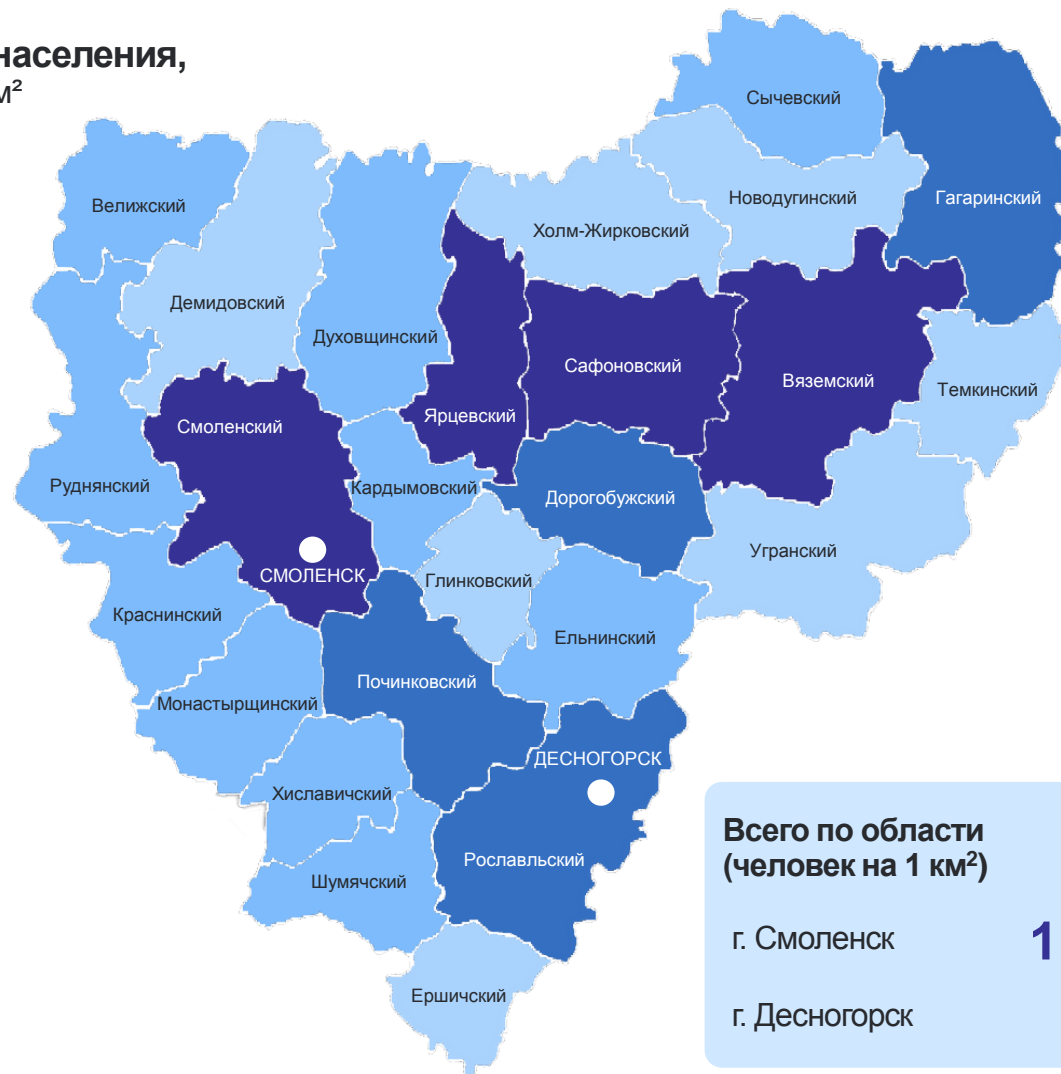 населения,
м²
Сычевский
Велижский
Новодугинский
Гагаринский
Холм-Жирковский
Демидовский
Духовщинский
Сафоновский
Вяземский
Темкинский
Ярцевский
Смоленский
Руднянский
Кардымовский
Дорогобужский
Угранский
СМОЛЕНСК
Глинковский
Краснинский
Ельнинский
Починковский
Монастырщинский
ДЕСНОГОРСК
Хиславичский
Рославльский
Шумячский
Ершичский
Всего по области
(человек на 1 км²)
г. Смоленск 1
г. Десногорск